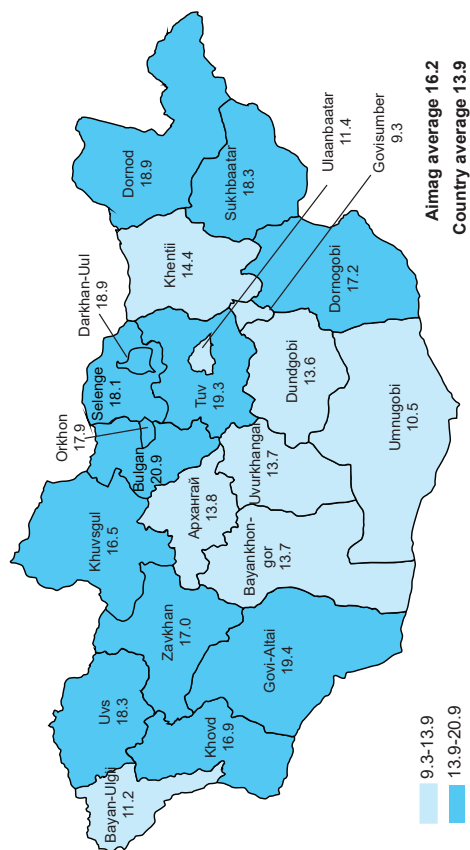 Bayan-Ulgii
11.2
Uvs
18.3
Khovd
16.9
Zavkhan
17.0
Govi-Altai
19.4
Khuvsgul
16.5
Архангай
13.8
Bayankhon-
gor
13.7
Uvurkhangai
13.7
Umnugobi
10.5
Orkhon
17.9
Bulgan
20.9
Selenge
18.1
Darkhan-Uul
18.9
Tuv
19.3
Dundgobi
13.6
Khentii
14.4
Dornogobi
17.2
Dornod
18.9
Sukhbaatar
18.3
Ulaanbaatar
11.4
Govisumber
9.3
9.3-13.9
13.9-20.9
Aimag average 16.2
Country average 13.9